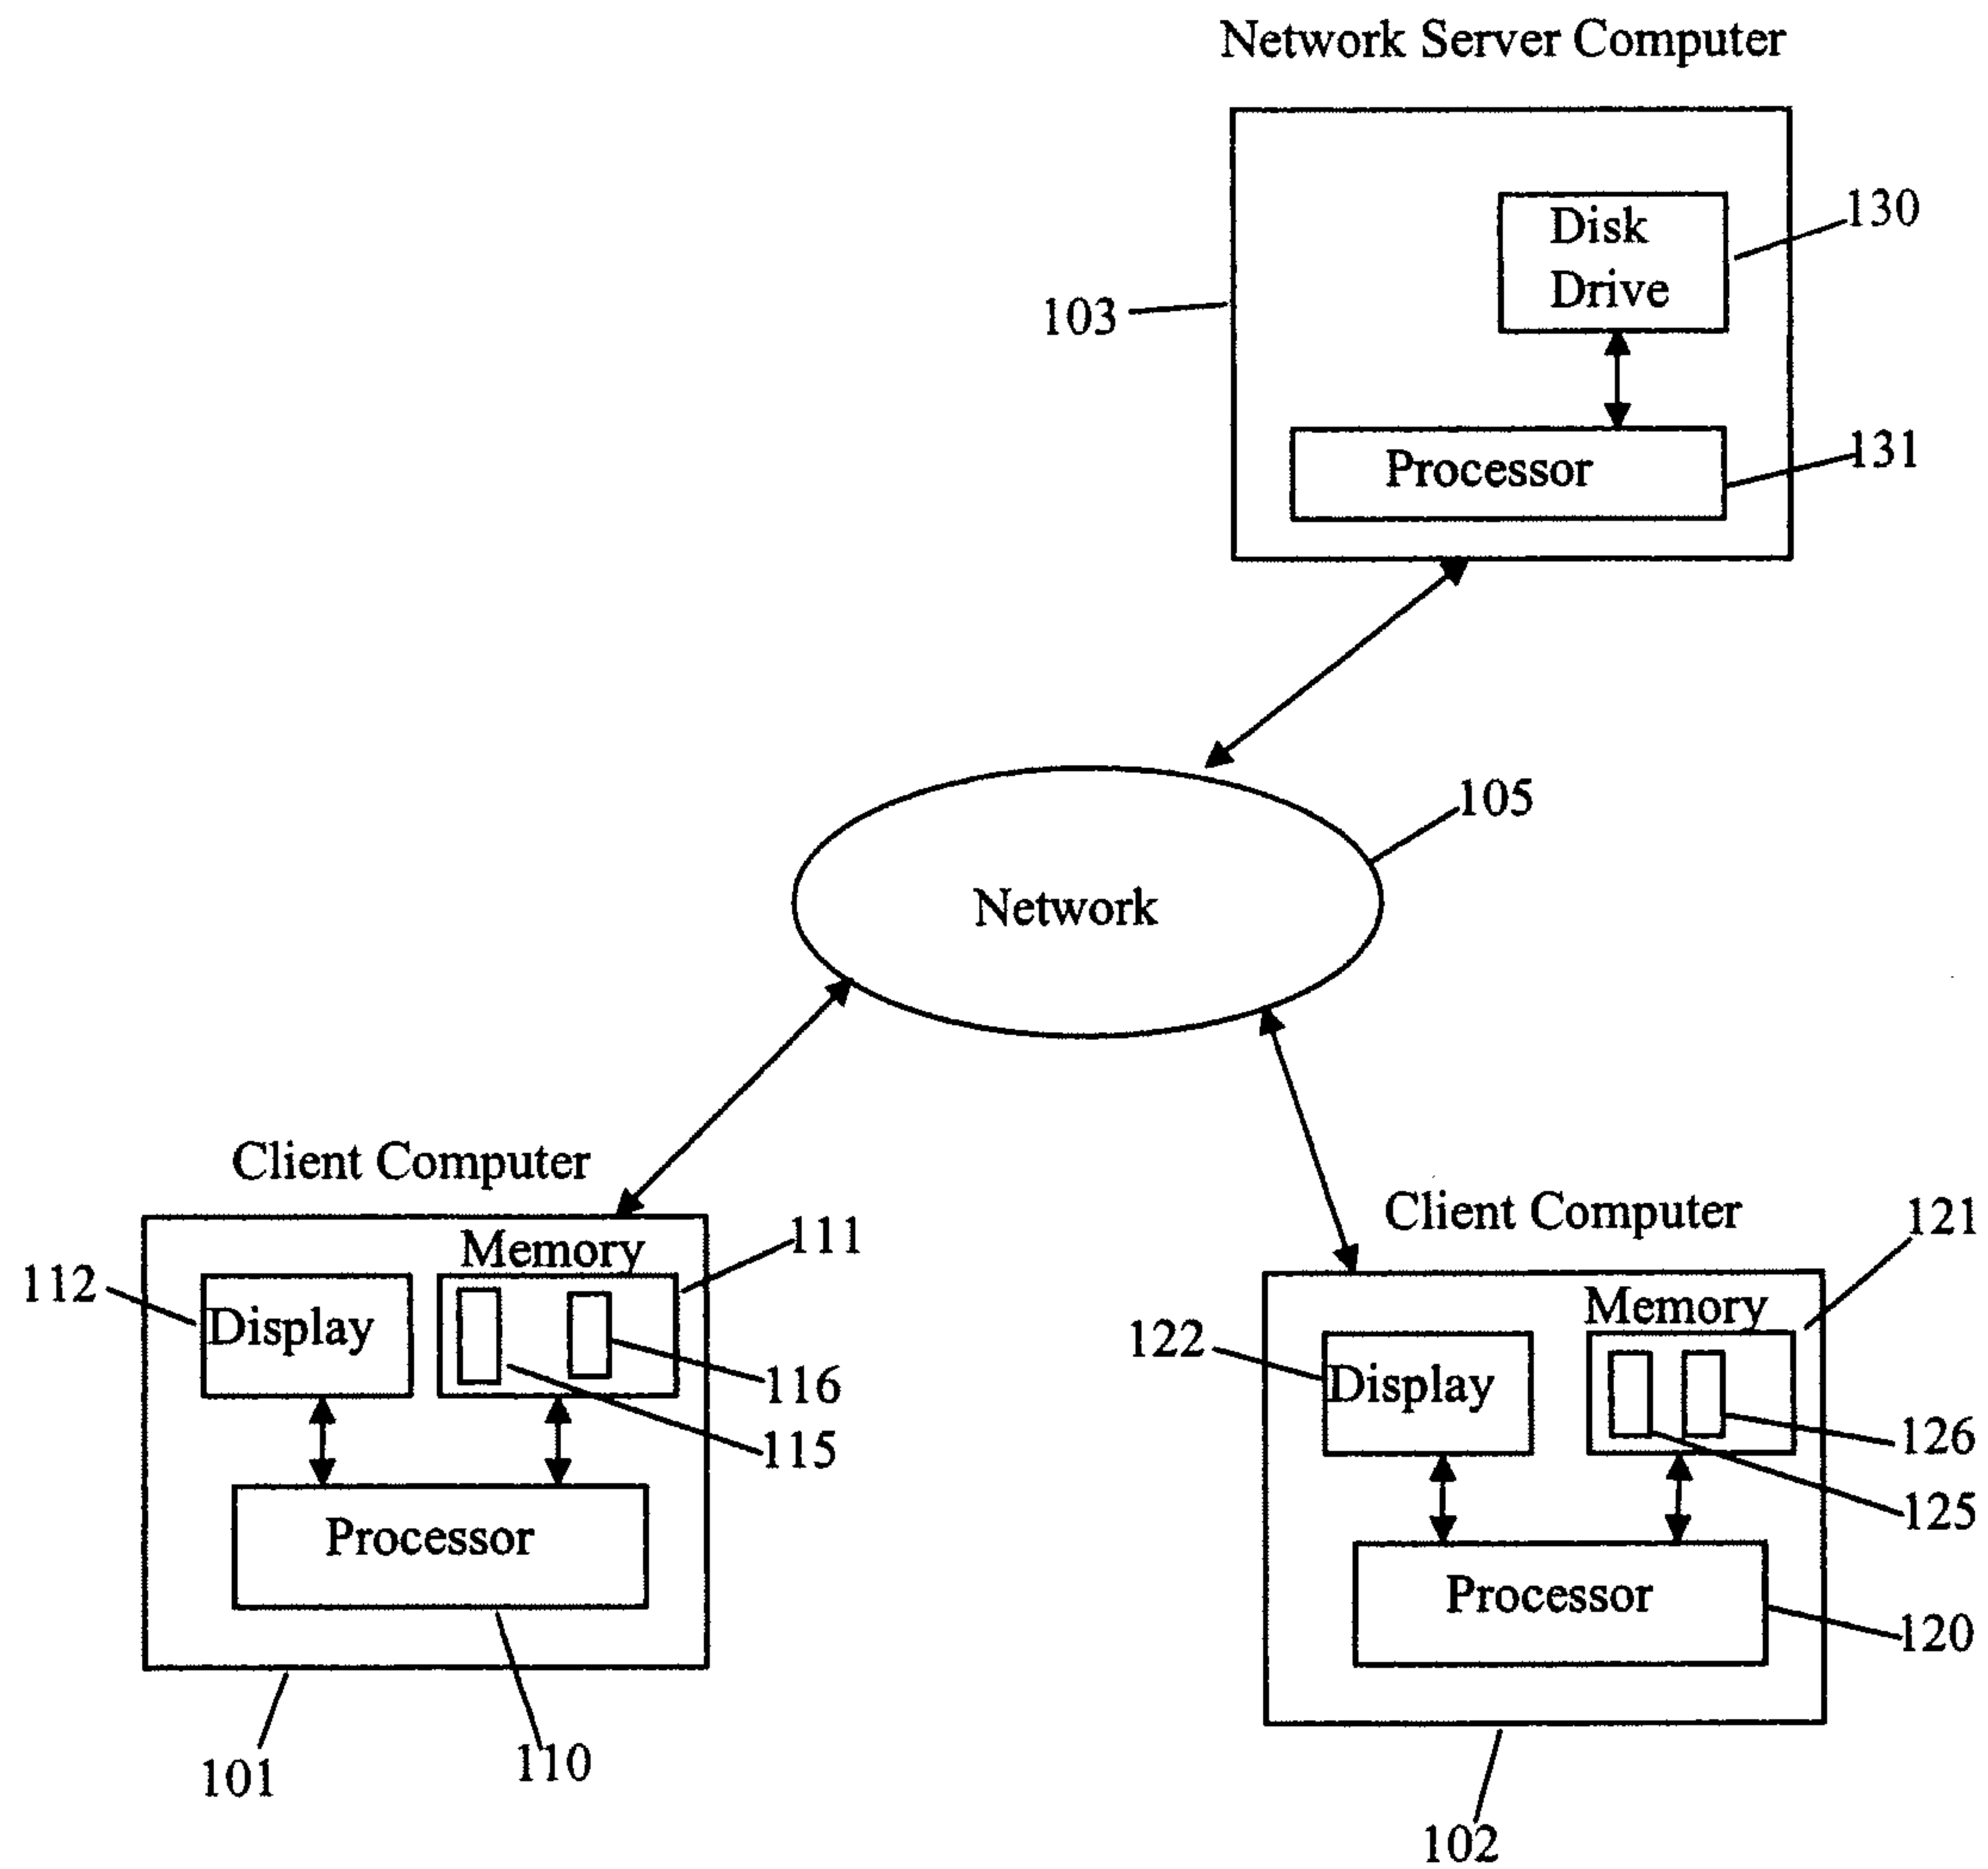 Network Server Computer
Disk
Drive
130
103
Processor
131
105
Network
Client Computer
Memory
111
112
Display
116
115
Processor
101
110
Client Computer
121
Memory
122
Display
126
125
Processor
120
102